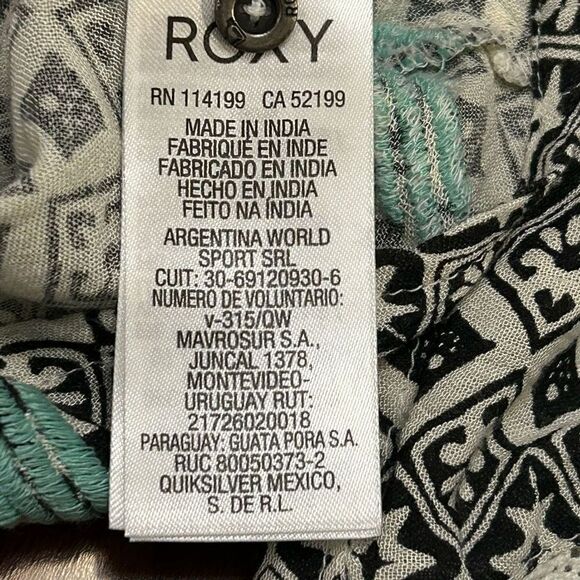 ROXY
RN 114199 CA 52199
MADE IN INDIA
FABRIQUÉ EN INDE
FABRICADO EN INDIA
HECHO EN INDIA
FEITO NA ÍNDIA
ARGENTINA WORLD
SPORT SRL
CUIT: 30-69120930-6
NUMERO DE VOLUNTARIO:
v-315/QW
MAVROSUR S.A.,
JUNCAL 1378,
MONTEVIDEO-
URUGUAY RUT:
21726020018
PARAGUAY: GUATA PORA S.A.
RUC 80050373-2
QUIKSILVER MEXICO,
S. DE R.L.